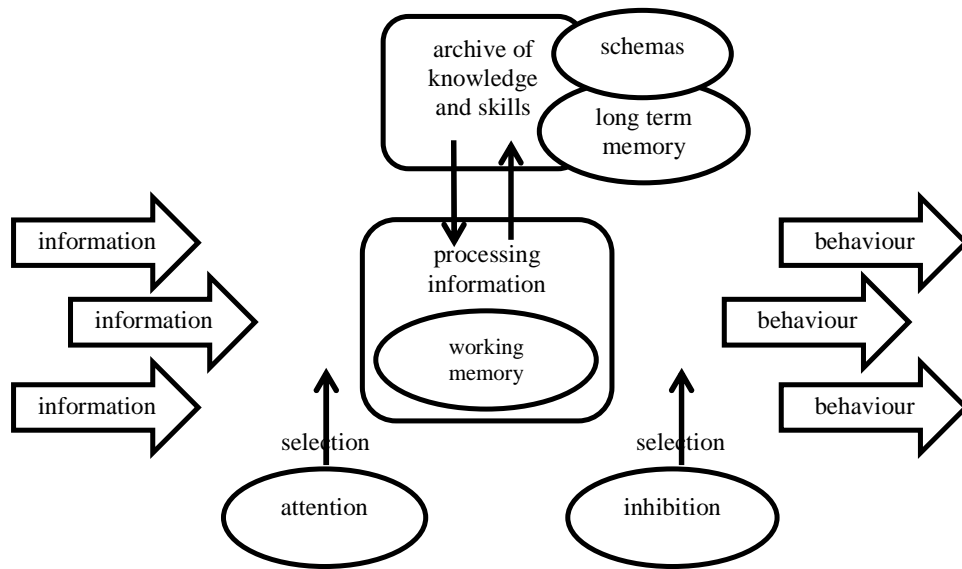 archive of
knowledge
and skills
schemas
long term
memory
information
information
information
processing
information
working
memory
behaviour
behaviour
behaviour
selection
attention
selection
inhibition